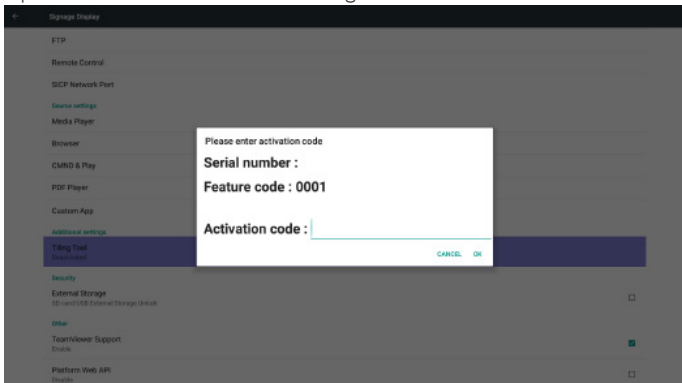 Signage Display
FTP
Remote Control
SICP Network Port
Source settings
Media Player
Browser
CMND & Play
PDF Player
Custom App
Additional settings
Tiling Tool
Please enter activation code
Serial number :
Feature code : 0001
Activation code :
CANCEL OK
Security
External Storage
SD card/USB External Storage Unlock
Other
TeamViewer Support
Enable
Platform Web API
Enable